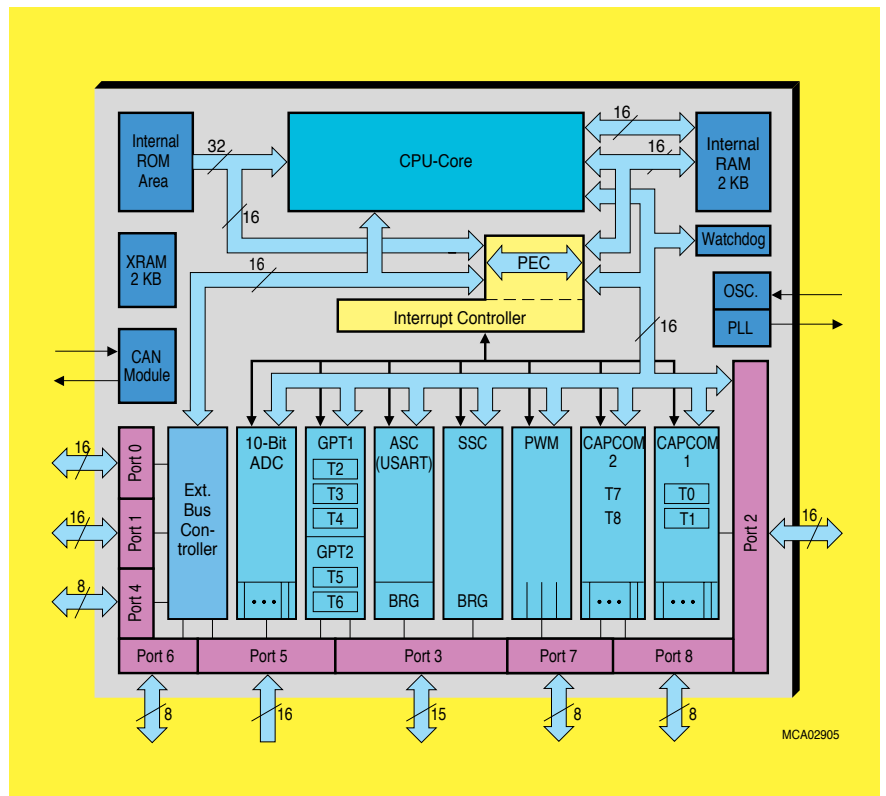 Internal
ROM
Area
32
16
CPU-Core
16
16
Internal
RAM
2 KB
XRAM
2 KB
16
PEC
Watchdog
OSC.
PLL
Interrupt Controller
16
CAN
Module
Port 0
16
Port 1
16
Port 4
8
Ext.
Bus
Con-
troller
10-Bit
ADC
GPT1
T2
T3
T4
GPT2
T5
T6
ASC
(USART)
BRG
SSC
BRG
PWM
CAPCOM
2
T7
T8
CAPCOM
1
T0
T1
Port 2
16
Port 6
Port 5
Port 3
Port 7
Port 8
8
16
15
8
8
MCA02905